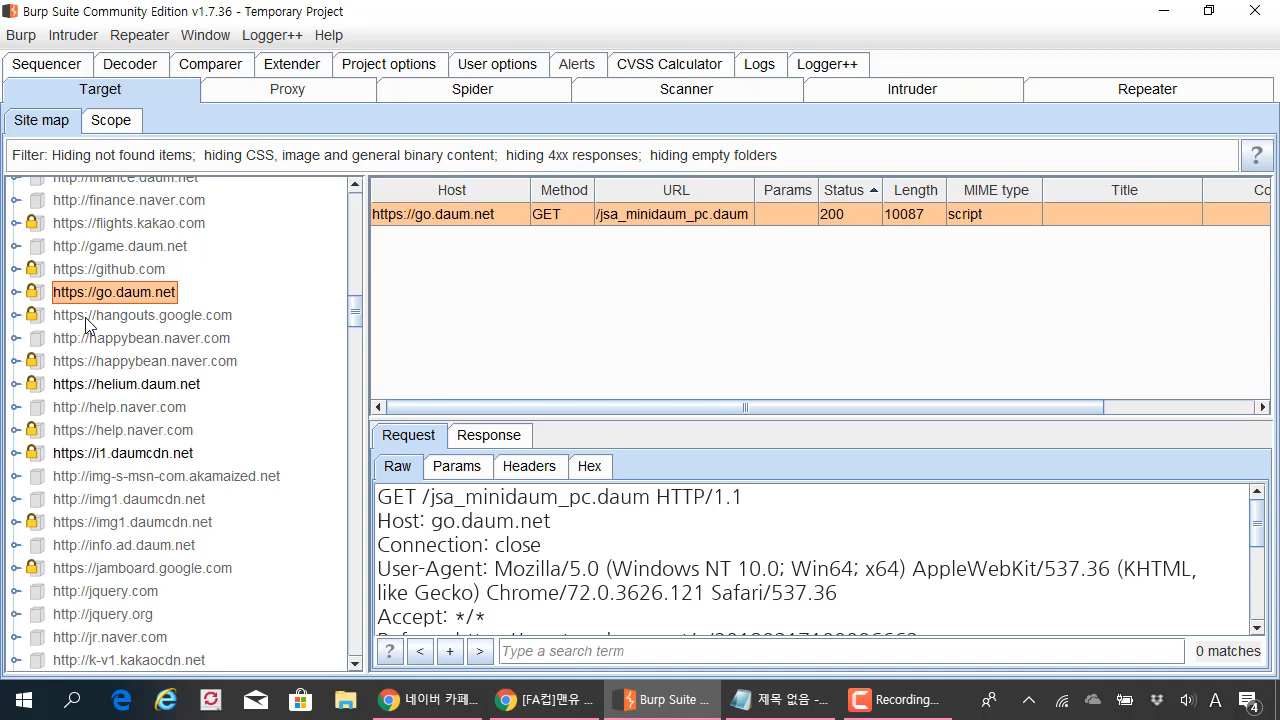 Burp Suite Community Edition v1.7.36 - Temporary Project
Burp Intruder Repeater Window Logger++ Help
Sequencer Decoder Comparer Extender Project options User options Alerts CVSS Calculator Logs Logger++
Target Proxy Spider Scanner Intruder Repeater
Site map Scope
Filter: Hiding not found items; hiding CSS, image and general binary content; hiding 4xx responses; hiding empty folders
?
http://finance.daum.net
http://finance.naver.com
https://flights.kakao.com
http://game.daum.net
https://github.com
https://go.daum.net
https://hangouts.google.com
http://happybean.naver.com
https://happybean.naver.com
https://helium.daum.net
http://help.naver.com
https://help.naver.com
https://i1.daumcdn.net
http://img-s-msn-com.akamaized.net
http://img1.daumcdn.net
https://img1.daumcdn.net
http://info.ad.daum.net
https://jamboard.google.com
http://jquery.com
http://jquery.org
http://jr.naver.com
http://k-v1.kakaocdn.net
Host Method URL Params Status Length MIME type Title Co
https://go.daum.net GET /jsa_minidaum_pc.daum 200 10087 script
Request Response
Raw Params Headers Hex
GET /jsa_minidaum_pc.daum HTTP/1.1
Host: go.daum.net
Connection: close
User-Agent: Mozilla/5.0 (Windows NT 10.0; Win64; x64) AppleWebKit/537.36 (KHTML,
like Gecko) Chrome/72.0.3626.121 Safari/537.36
Accept: */*
? < + > Type a search term 0 matches
네이버 카페... [FA컵]맨유 ... Burp Suite ... 제목 없음 -... Recording... A 4